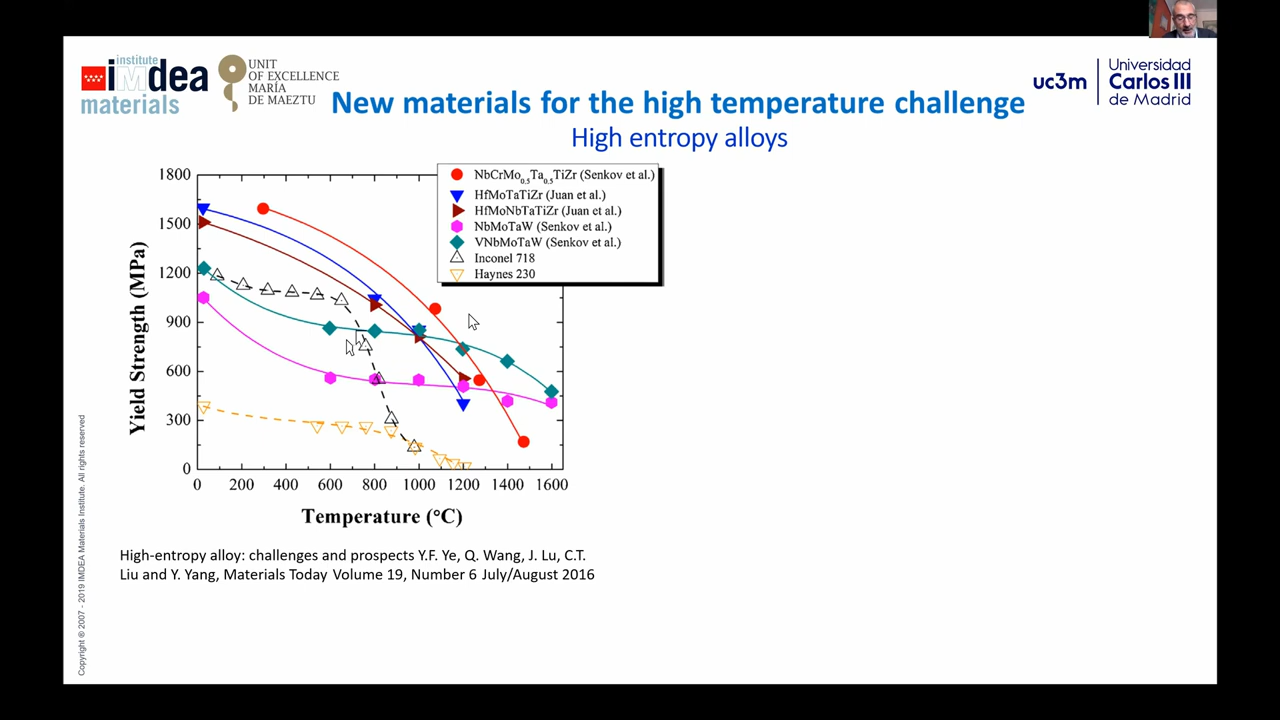 institute
iMdea
materials
UNIT
OF EXCELLENCE
MARÍA
DE MAEZTU
uc3m
Universidad
Carlos III
de Madrid
New materials for the high temperature challenge
High entropy alloys
NbCrMo0.5Ta0.5TiZr (Senkov et al.)
HfMoTaTiZr (Juan et al.)
HfMoNbTaTiZr (Juan et al.)
NbMoTaW (Senkov et al.)
VNbMoTaW (Senkov et al.)
Inconel 718
Haynes 230
Yield Strength (MPa)
1800
1500
1200
900
600
300
0
0 200 400 600 800 1000 1200 1400 1600
Temperature (°C)
High-entropy alloy: challenges and prospects Y.F. Ye, Q. Wang, J. Lu, C.T.
Liu and Y. Yang, Materials Today Volume 19, Number 6 July/August 2016
Copyright ® 2007 - 2019 IMDEA Materials Institute. All rights reserved